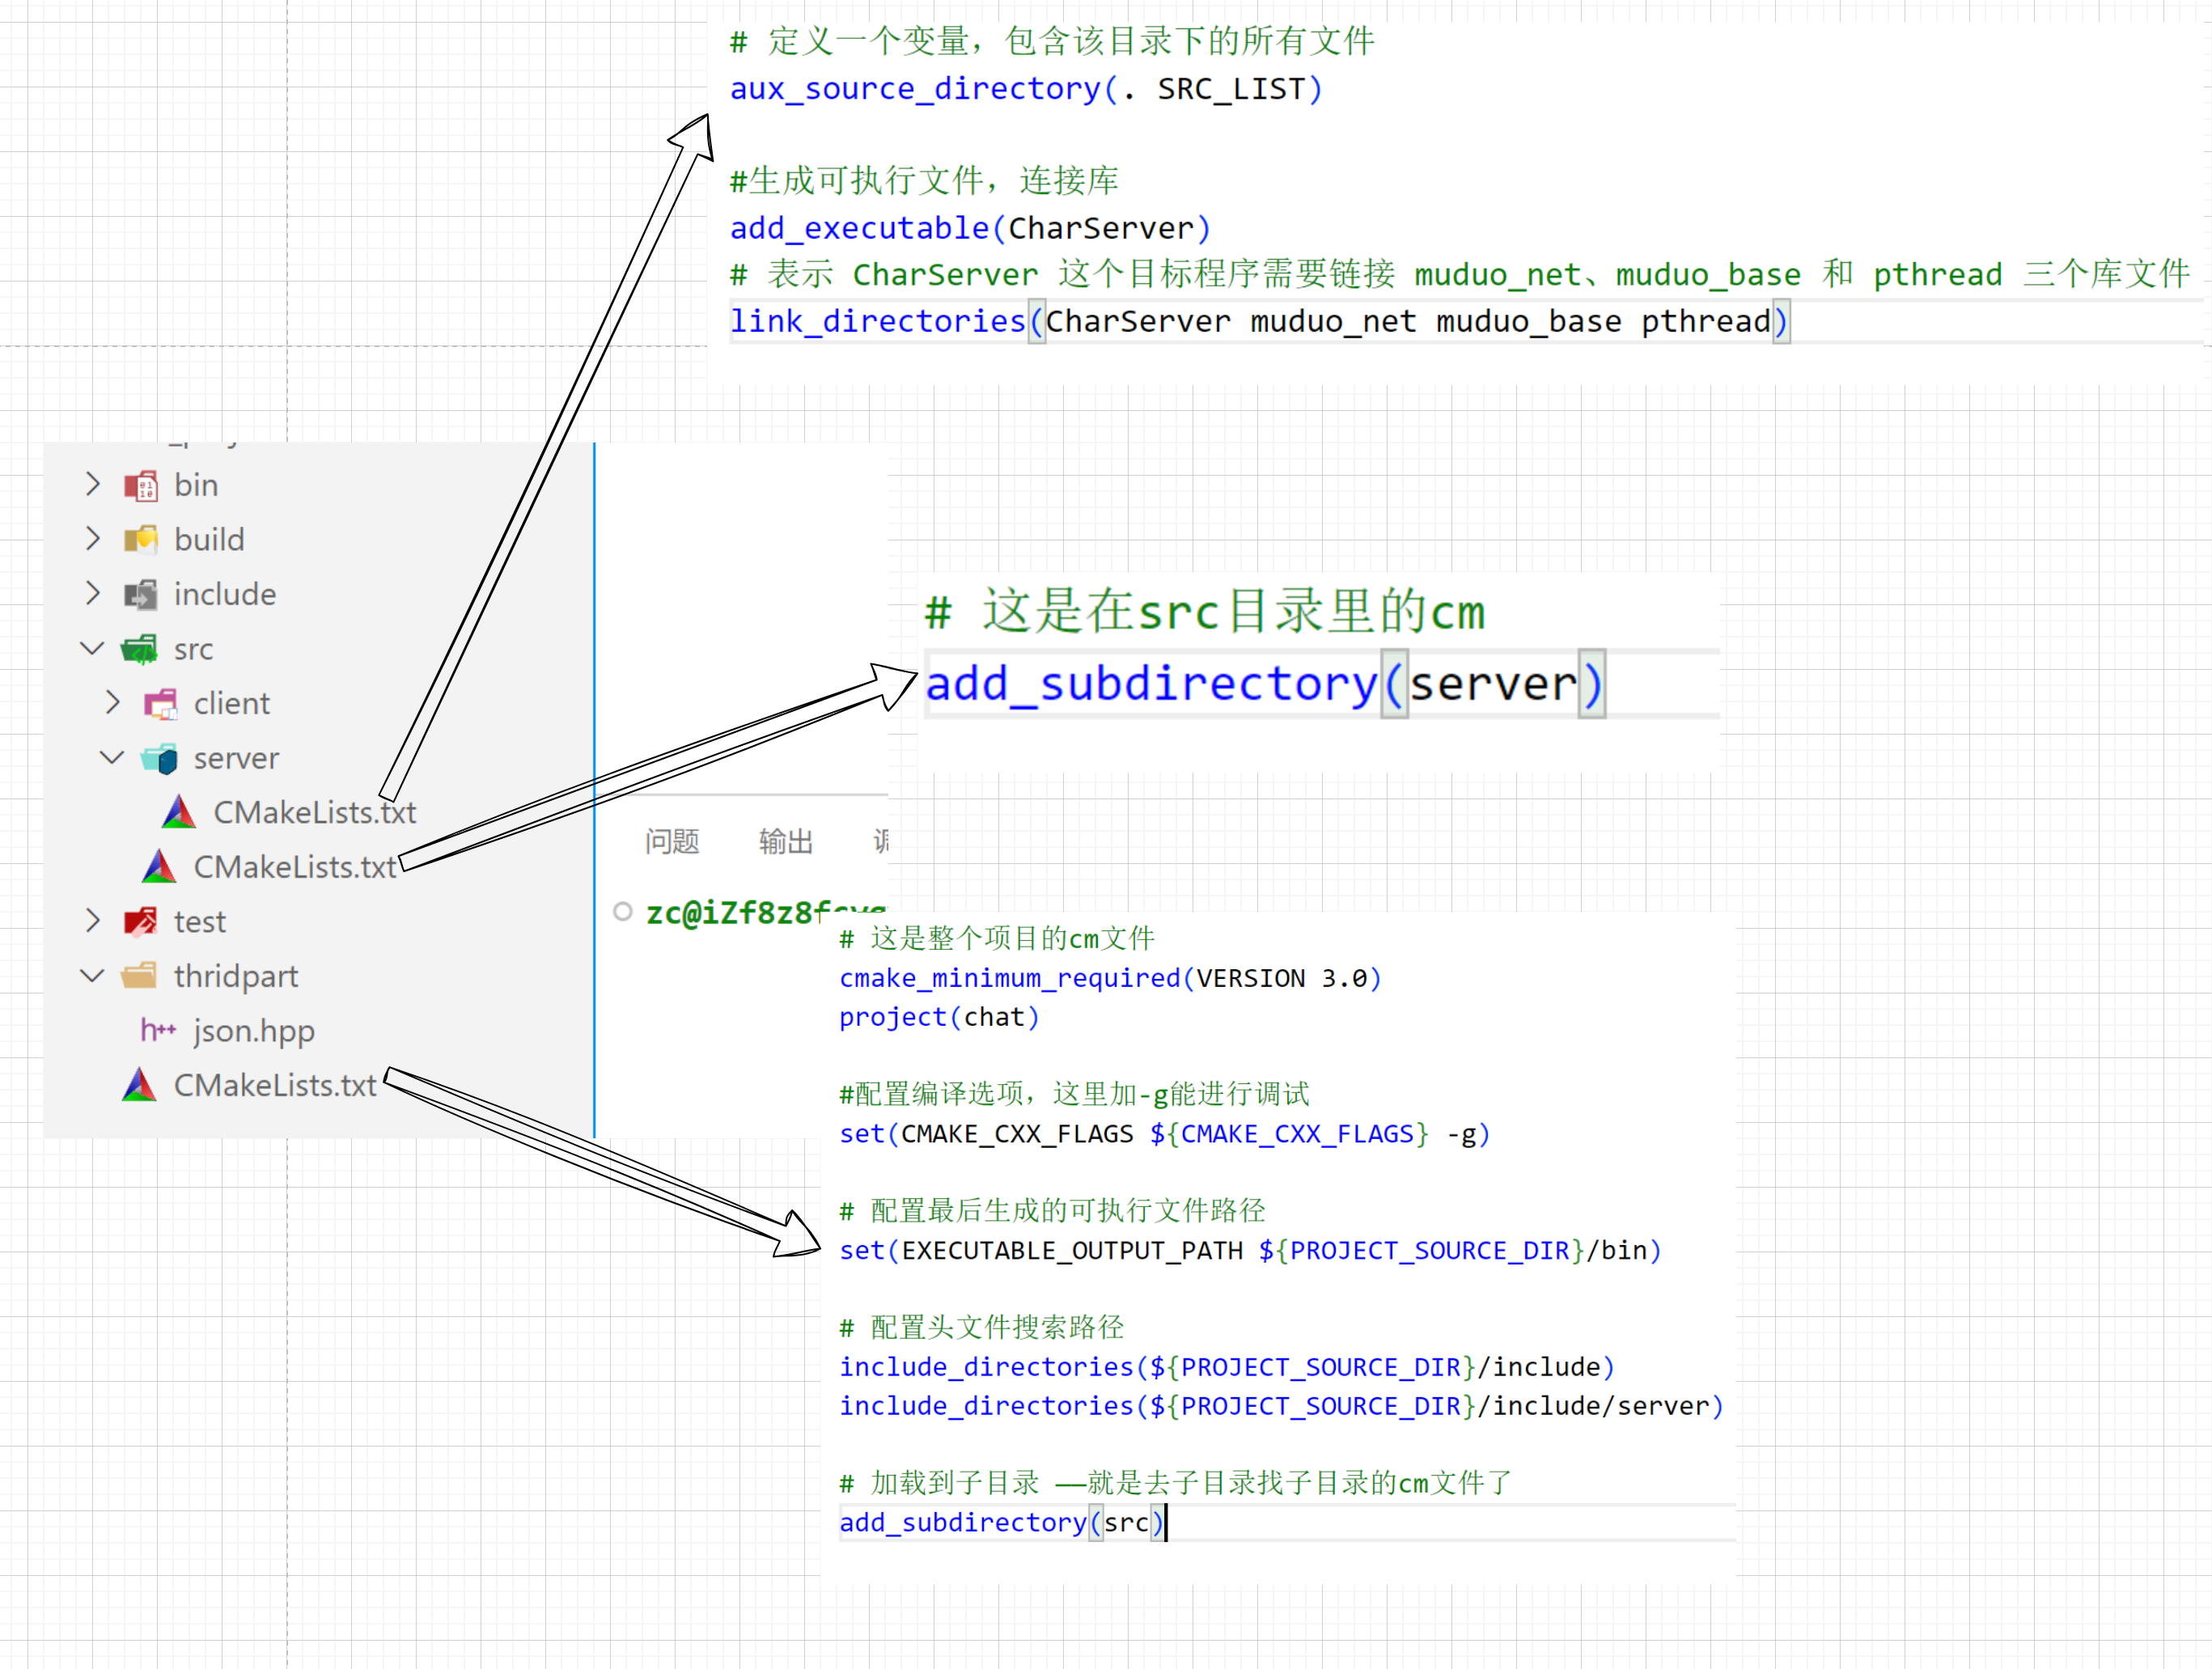 # 定义一个变量，包含该目录下的所有文件
aux_source_directory(. SRC_LIST)
#生成可执行文件，连接库
add_executable(CharServer)
# 表示 CharServer 这个目标程序需要链接 muduo_net、muduo_base 和 pthread 三个库文件
link_directories(CharServer muduo_net muduo_base pthread)
bin
build
include
src
client
server
CMakeLists.txt
CMakeLists.txt
test
thridpart
json.hpp
CMakeLists.txt
# 这是在src目录里的cm
add_subdirectory(server)
问题 输出
zc@iZf8z8f
# 这是整个项目的cm文件
cmake_minimum_required(VERSION 3.0)
project(chat)
#配置编译选项，这里加-g能进行调试
set(CMAKE_CXX_FLAGS ${CMAKE_CXX_FLAGS} -g)
# 配置最后生成的可执行文件路径
set(EXECUTABLE_OUTPUT_PATH ${PROJECT_SOURCE_DIR}/bin)
# 配置头文件搜索路径
include_directories(${PROJECT_SOURCE_DIR}/include)
include_directories(${PROJECT_SOURCE_DIR}/include/server)
# 加载到子目录 ——就是去子目录找子目录的cm文件了
add_subdirectory(src)